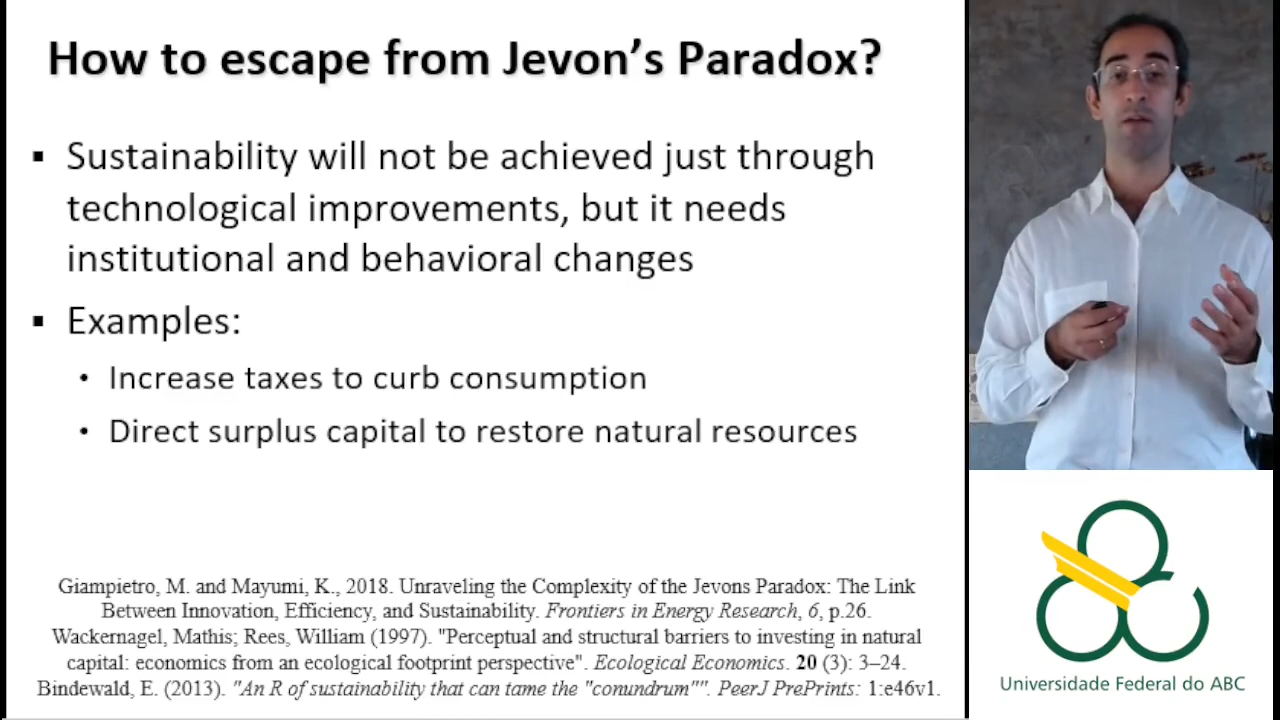 How to escape from Jevon's Paradox?
▪ Sustainability will not be achieved just through
technological improvements, but it needs
institutional and behavioral changes
▪ Examples:
• Increase taxes to curb consumption
• Direct surplus capital to restore natural resources
Giampietro, M. and Mayumi, K., 2018. Unraveling the Complexity of the Jevons Paradox: The Link
Between Innovation, Efficiency, and Sustainability. Frontiers in Energy Research, 6, p.26.
Wackernagel, Mathis; Rees, William (1997). "Perceptual and structural barriers to investing in natural
capital: economics from an ecological footprint perspective". Ecological Economics. 20 (3): 3–24.
Bindewald, E. (2013). "An R of sustainability that can tame the "conundrum"". PeerJ PrePrints: 1:e46v1.
Universidade Federal do ABC